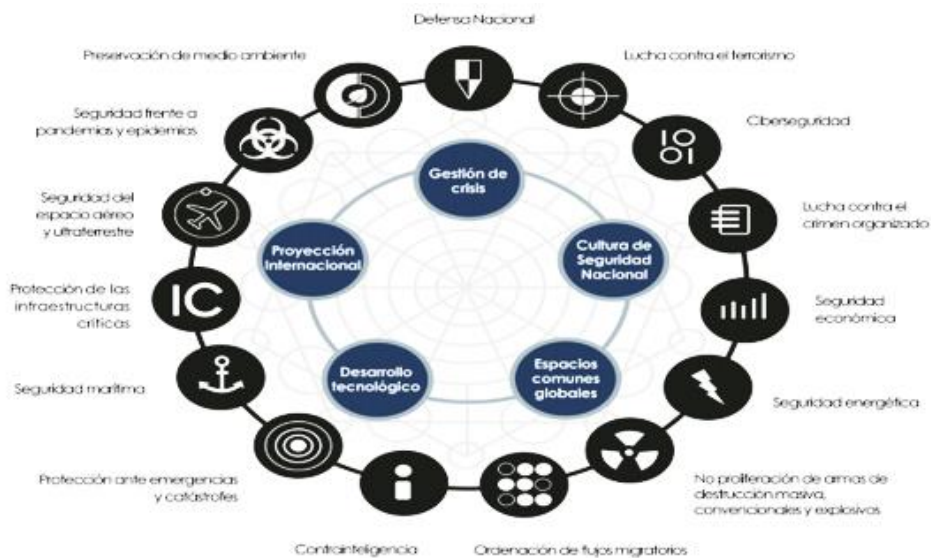 Defensa Nacional
Lucha contra el terrorismo
Ciberseguridad
Lucha contra el
crimen organizado
Seguridad
económica
Seguridad energética
No proliferación de armas de
destrucción masiva,
convencionales y explosivos
Ordenación de flujos migratorios
Contrainteligencia
Protección ante emergencias
y catástrofes
Seguridad marítima
Protección de las
infraestructuras
críticas
IC
Seguridad del
espacio aéreo
y ultraterrestre
Seguridad frente a
pandemias y epidemias
Preservación de medio ambiente
Gestión de
crisis
Cultura de
Seguridad
Nacional
Espacios
comunes
globales
Desarrollo
tecnológico
Proyección
Internacional
10
01